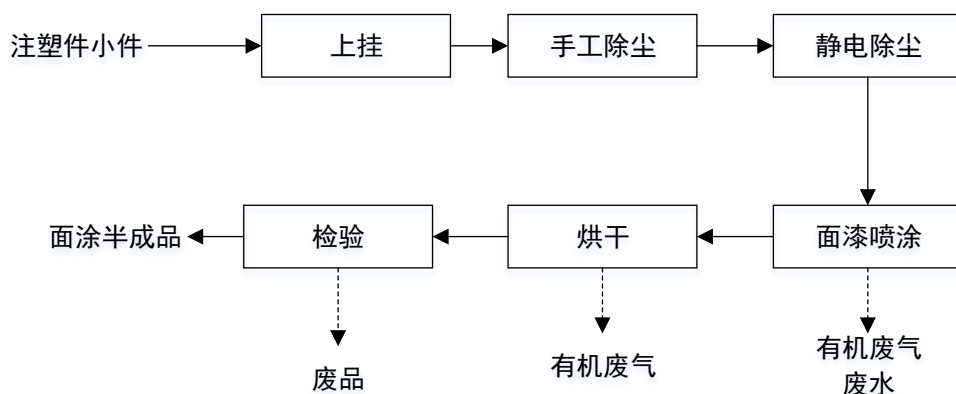 注塑件小件
上挂
手工除尘
静电除尘
面涂半成品
检验
烘干
面漆喷涂
废品
有机废气
有机废气
废水